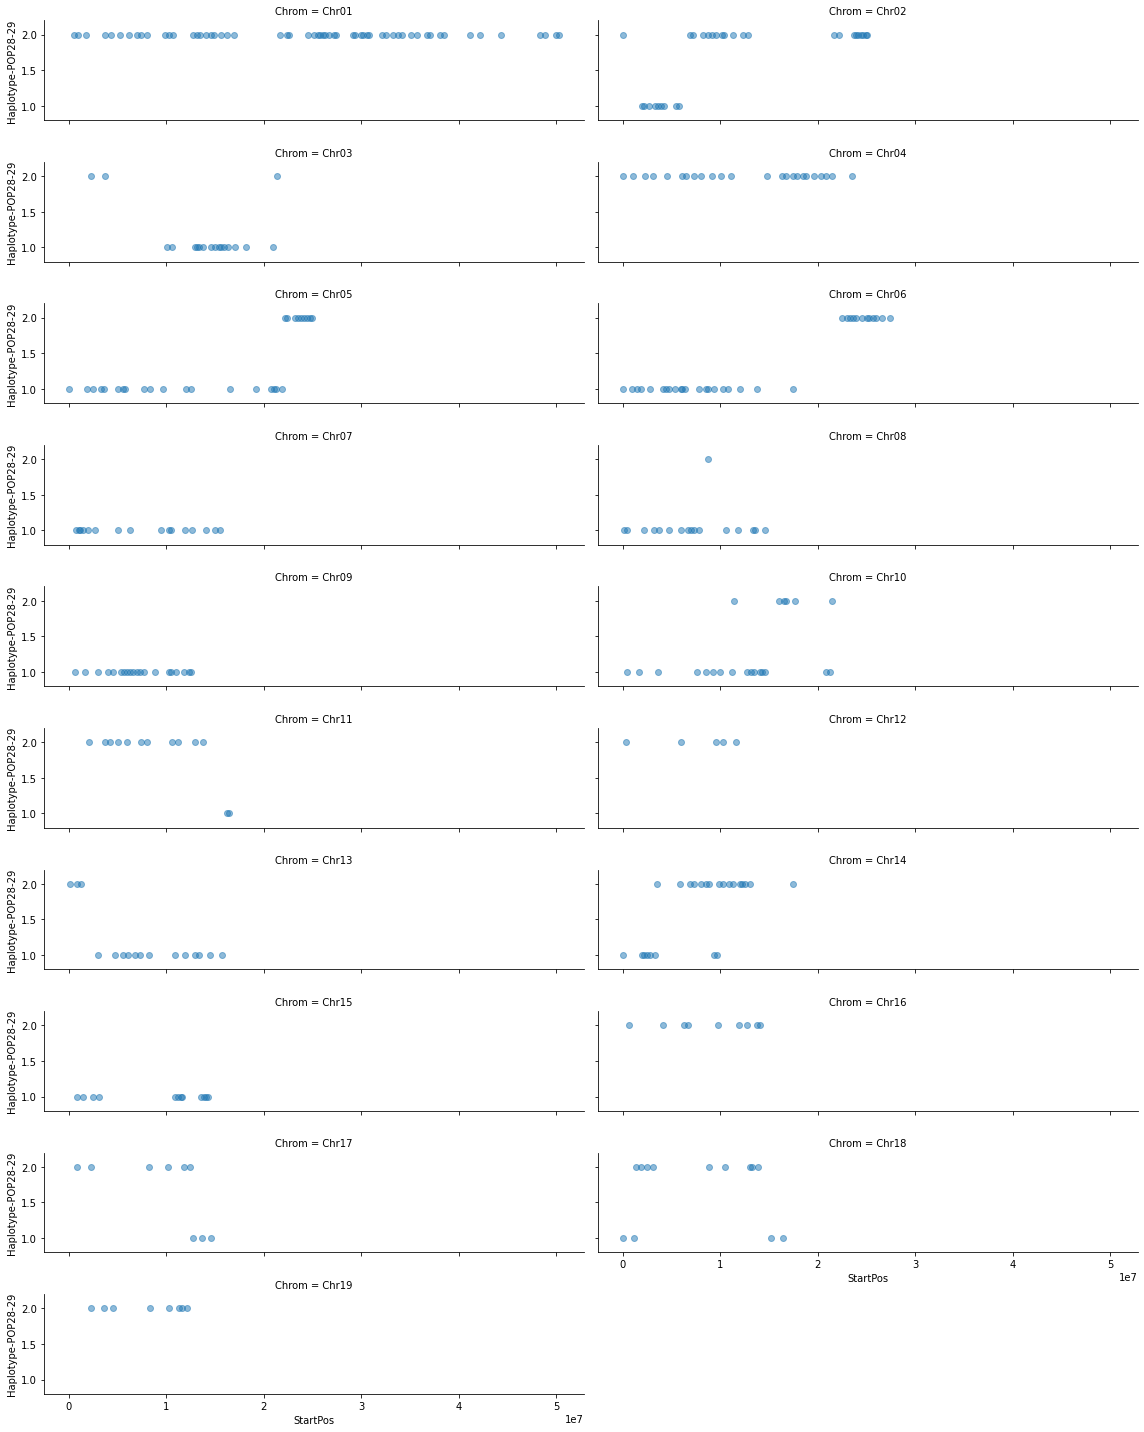 Chrom = Chr01
Chrom = Chr02
Haplotype-POP28-29
2.0
1.5
1.0
Chrom = Chr03
Chrom = Chr04
Haplotype-POP28-29
2.0
1.5
1.0
Chrom = Chr05
Chrom = Chr06
Haplotype-POP28-29
2.0
1.5
1.0
Chrom = Chr07
Chrom = Chr08
Haplotype-POP28-29
2.0
1.5
1.0
Chrom = Chr09
Chrom = Chr10
Haplotype-POP28-29
2.0
1.5
1.0
Chrom = Chr11
Chrom = Chr12
Haplotype-POP28-29
2.0
1.5
1.0
Chrom = Chr13
Chrom = Chr14
Haplotype-POP28-29
2.0
1.5
1.0
Chrom = Chr15
Chrom = Chr16
Haplotype-POP28-29
2.0
1.5
1.0
Chrom = Chr17
Chrom = Chr18
Haplotype-POP28-29
2.0
1.5
1.0
0 1 2 3 4 5
StartPos
1e7
Chrom = Chr19
Haplotype-POP28-29
2.0
1.5
1.0
0 1 2 3 4 5
StartPos
1e7